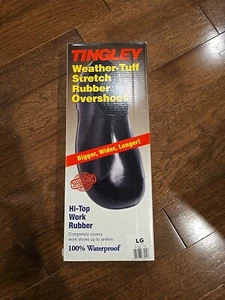 TINGLEY
Weather-Tuff
Stretch
Rubber
Overshoes
Bigger, Wider, Longer!
Hi-Top
Work
Rubber
Completely covers
work shoes up to ankles.
100% Waterproof
LG